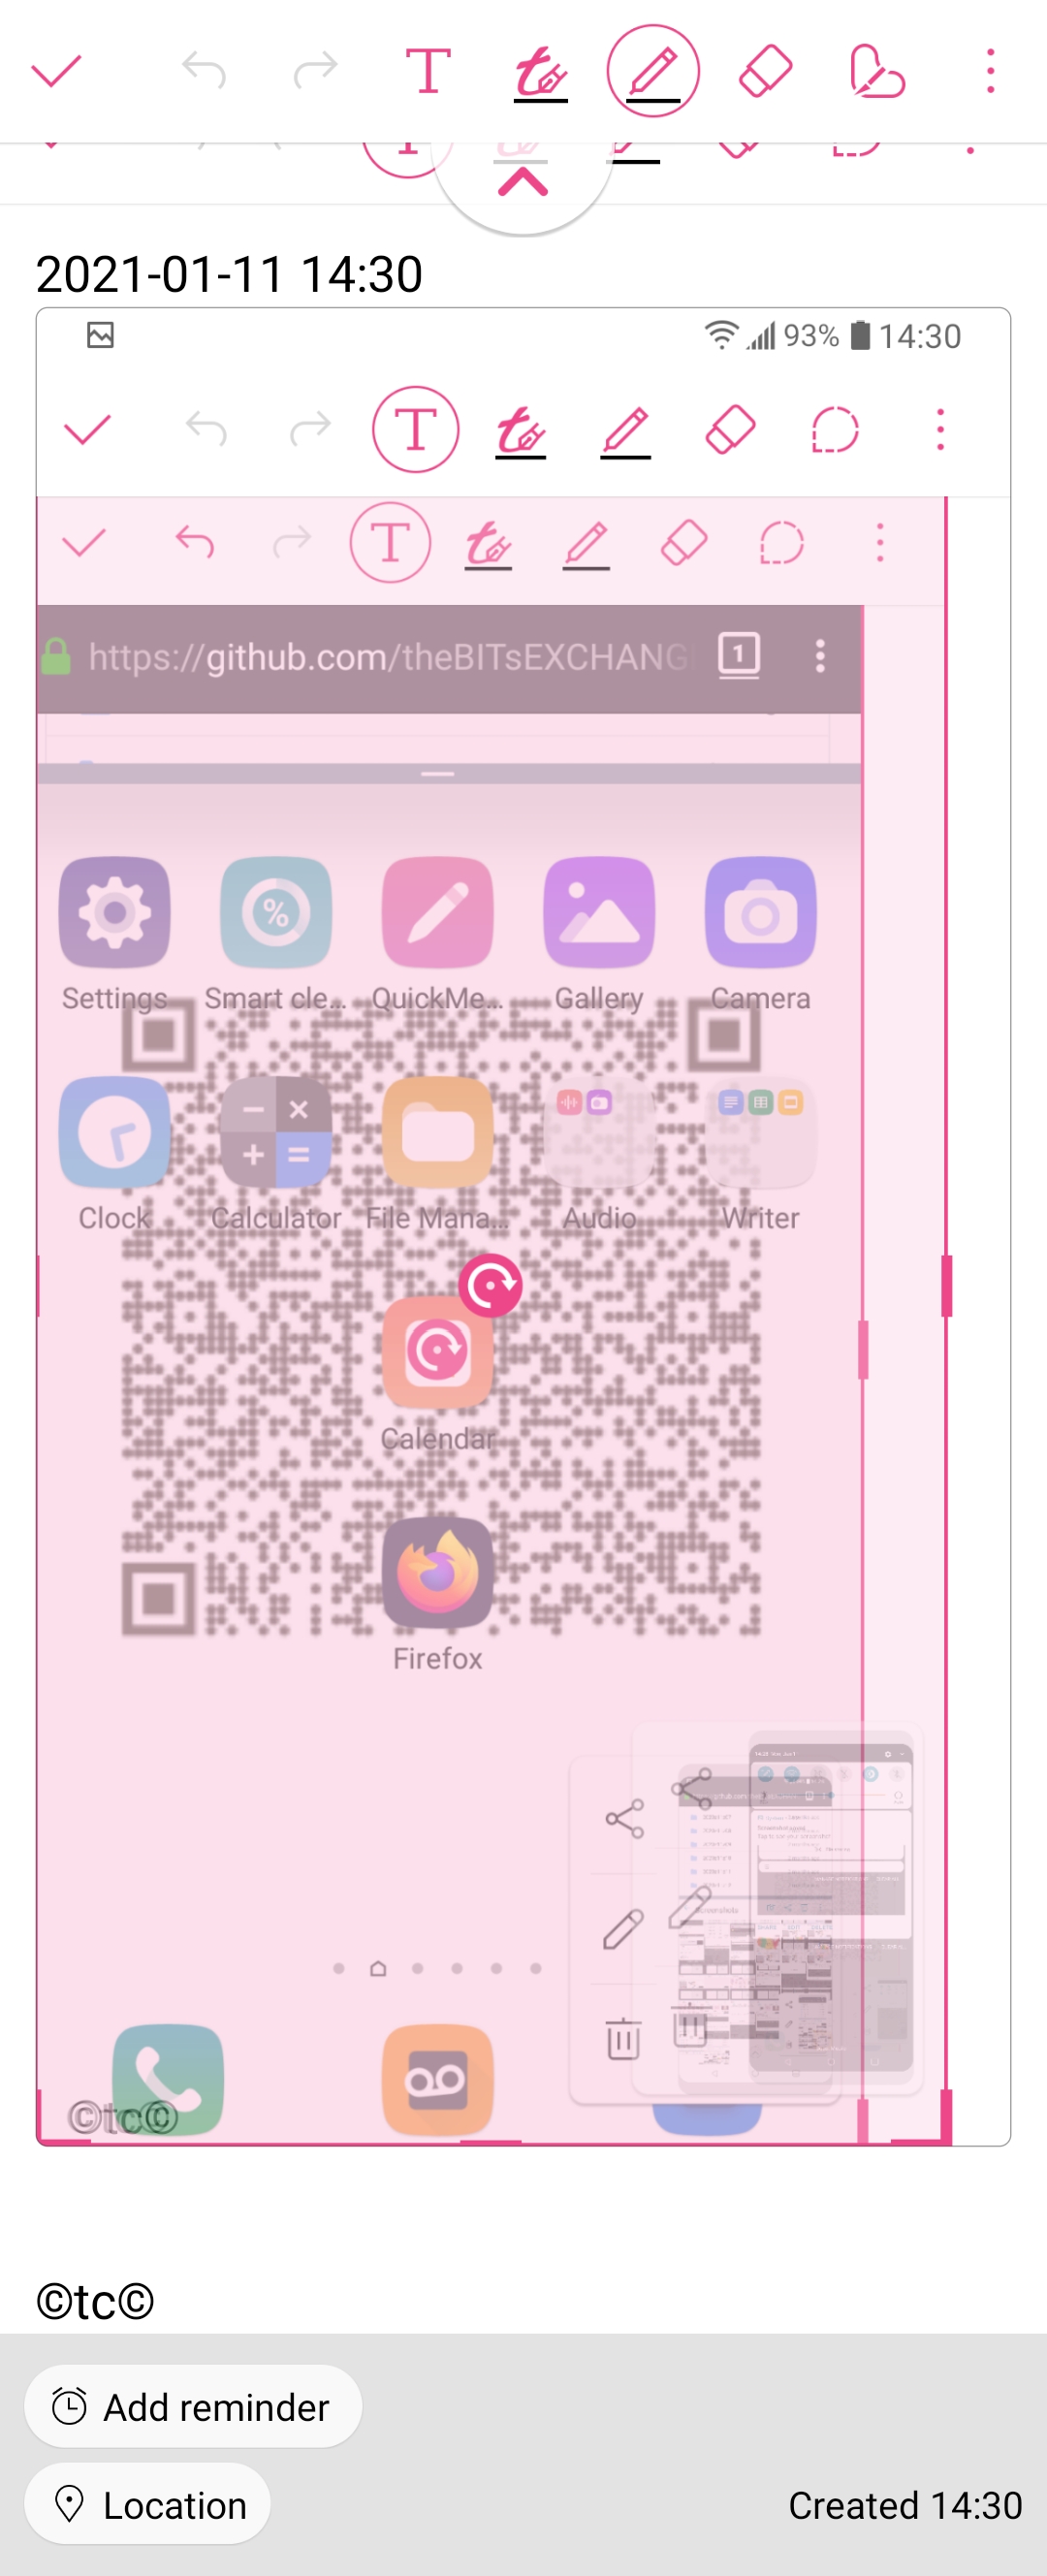 2021-01-11 14:30
93% 14:30
https://github.com/theBITsEXCHANG
1
Settings Smart cle... QuickMe... Gallery Camera
Clock Calculator File Mana... Audio Writer
Calendar
Firefox
©tc©
©tc©
Add reminder
Location
Created 14:30